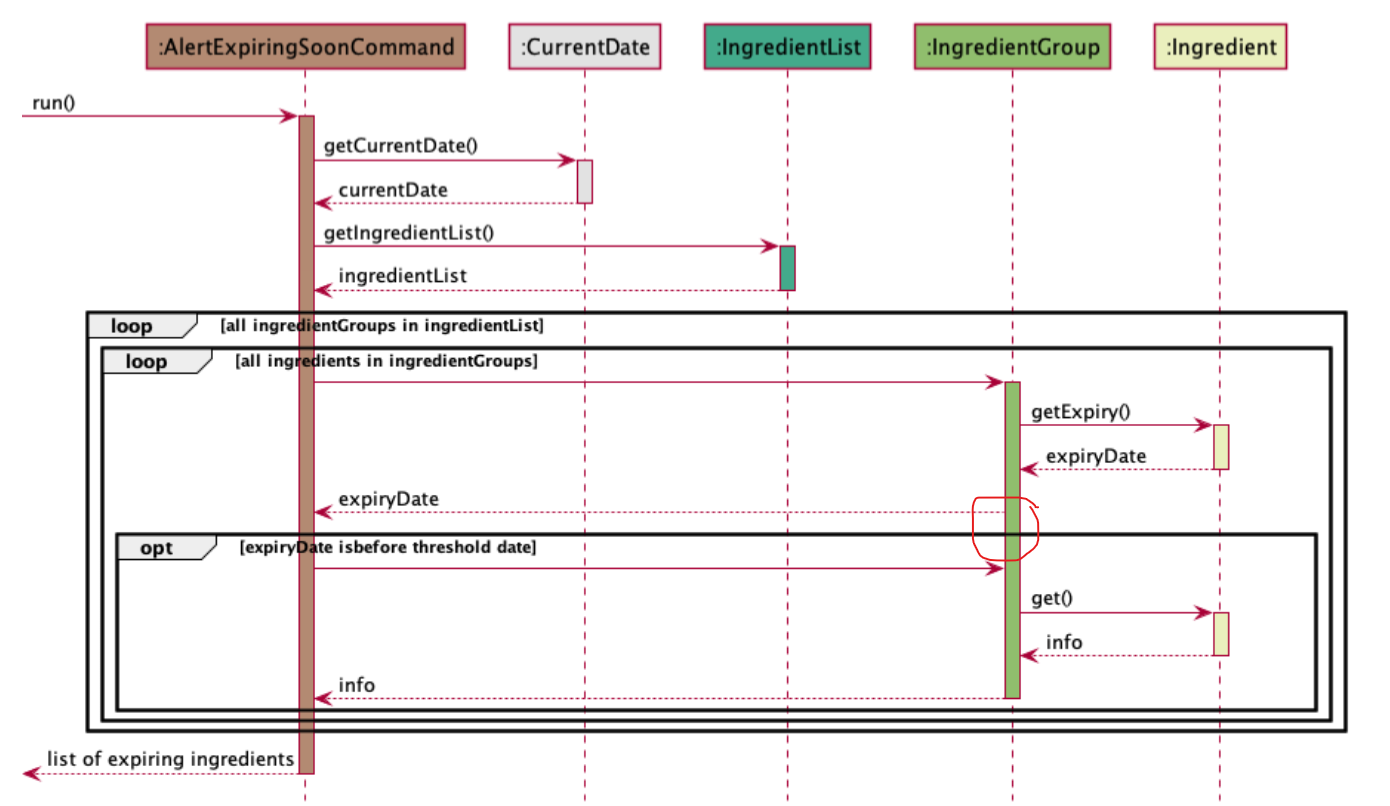 :AlertExpiringSoonCommand
:CurrentDate
:IngredientList
:IngredientGroup
:Ingredient
run()
getCurrentDate()
currentDate
getIngredientList()
ingredientList
loop [all ingredientGroups in ingredientList]
loop [all ingredients in ingredientGroups]
getExpiry()
expiryDate
expiryDate
opt [expiryDate isbefore threshold date]
get()
info
info
list of expiring ingredients